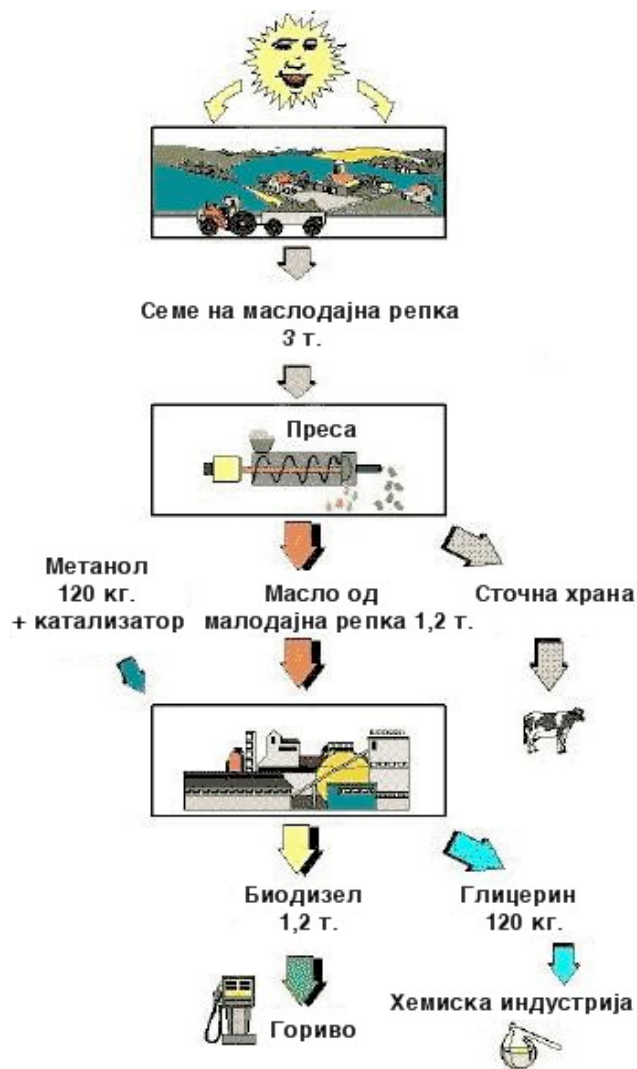 Семе на маслодајна репка
3 т.
Преса
Метанол
120 кг.
+ катализатор
Масло од
малодајна репка 1,2 т.
Сточна храна
Биодизел
1,2 т.
Глицерин
120 кг.
Гориво
Хемиска индустрија